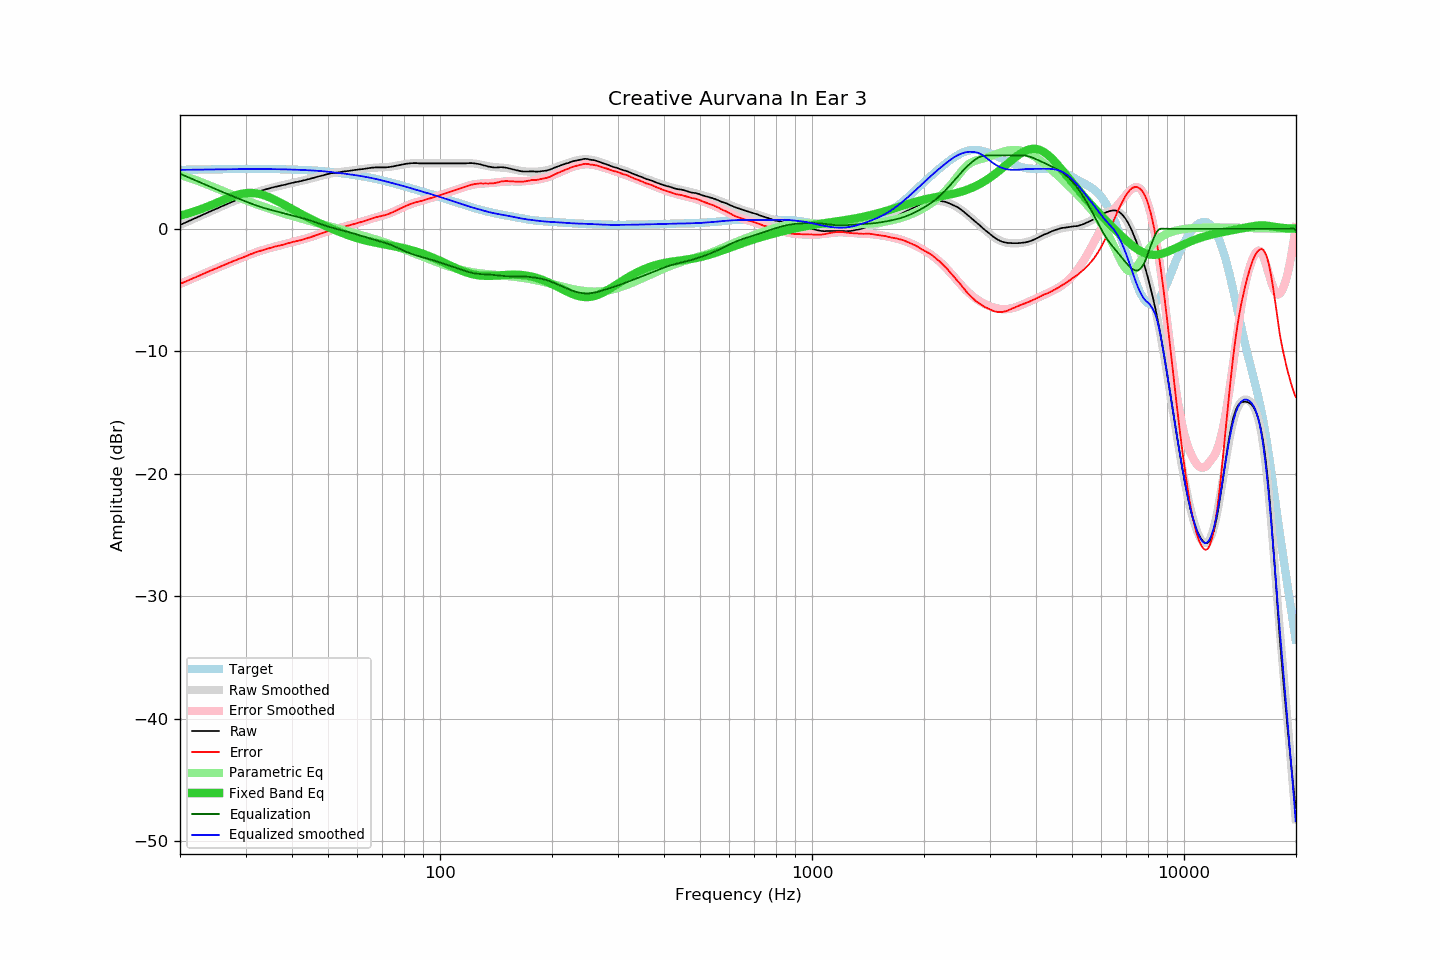 Creative Aurvana In Ear 3
Amplitude (dBr)
0
−10
−20
−30
−40
−50
Target
Raw Smoothed
Error Smoothed
Raw
Error
Parametric Eq
Fixed Band Eq
Equalization
Equalized smoothed
100
1000
10000
Frequency (Hz)